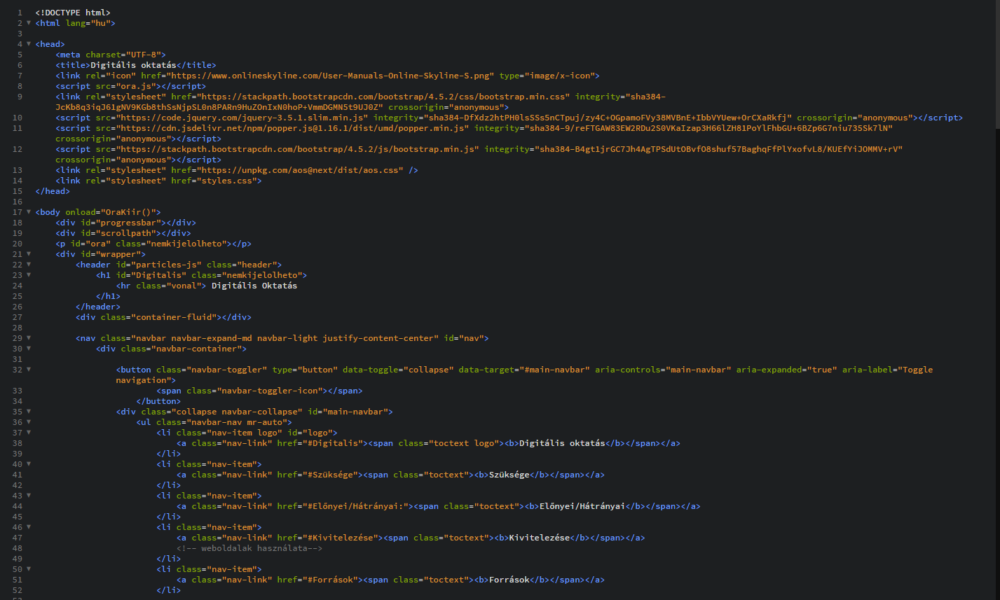 1 <!DOCTYPE html>
2 <html lang="hu">
3
4 <head>
5 <meta charset="UTF-8">
6 <title>Digitális oktatás</title>
7 <link rel="icon" href="https://www.onlineskyline.com/User-Manuals-Online-Skyline-S.png" type="image/x-icon">
8 <script src="ora.js"></script>
9 <link rel="stylesheet" href="https://stackpath.bootstrapcdn.com/bootstrap/4.5.2/css/bootstrap.min.css" integrity="sha384-
JcKb8q3iqJ61gNV9KGb8thSsNjpSL0n8PARn9HuZOnIxN0hoP+VmmDGMN5t9UJ0Z" crossorigin="anonymous">
10 <script src="https://code.jquery.com/jquery-3.5.1.slim.min.js" integrity="sha384-DfXdz2htPH0lsSSs5nCTpuj/zy4C+OGpamoFVy38MVBnE+IbbVYUew+OrCXaRkfj" crossorigin="anonymous"></script>
11 <script src="https://cdn.jsdelivr.net/npm/popper.js@1.16.1/dist/umd/popper.min.js" integrity="sha384-9/reFTGAW83EW2RDu2S0VKaIzap3H66lZH81PoYlFhbGU+6BZp6G7niu735Sk7lN"
crossorigin="anonymous"></script>
12 <script src="https://stackpath.bootstrapcdn.com/bootstrap/4.5.2/js/bootstrap.min.js" integrity="sha384-B4gt1jrGC7Jh4AgTPSdUtOBvfO8shuf57BaghqFfPlYxofvL8/KUEfYiJOMMV+rV"
crossorigin="anonymous"></script>
13 <link rel="stylesheet" href="https://unpkg.com/aos@next/dist/aos.css" />
14 <link rel="stylesheet" href="styles.css">
15 </head>
16
17 <body onload="OraKiir()">
18 <div id="progressbar"></div>
19 <div id="scrollpath"></div>
20 <p id="ora" class="nemkijelolheto"></p>
21 <div id="wrapper">
22 <header id="particles-js" class="header">
23 <h1 id="Digitalis" class="nemkijelolheto">
24 <hr class="vonal"> Digitális Oktatás
25 </h1>
26 </header>
27 <div class="container-fluid"></div>
28
29 <nav class="navbar navbar-expand-md navbar-light justify-content-center" id="nav">
30 <div class="navbar-container">
31
32 <button class="navbar-toggler" type="button" data-toggle="collapse" data-target="#main-navbar" aria-controls="main-navbar" aria-expanded="true" aria-label="Toggle
navigation">
33 <span class="navbar-toggler-icon"></span>
34 </button>
35 <div class="collapse navbar-collapse" id="main-navbar">
36 <ul class="navbar-nav mr-auto">
37 <li class="nav-item logo" id="logo">
38 <a class="nav-link" href="#Digitalis"><span class="toctext logo"><b>Digitális oktatás</b></span></a>
39 </li>
40 <li class="nav-item">
41 <a class="nav-link" href="#Szüksége"><span class="toctext"><b>Szüksége</b></span></a>
42 </li>
43 <li class="nav-item">
44 <a class="nav-link" href="#Előnyei/Hátrányai:"><span class="toctext"><b>Előnyei/Hátrányai</b></span></a>
45 </li>
46 <li class="nav-item">
47 <a class="nav-link" href="#Kivitelezése"><span class="toctext"><b>Kivitelezése</b></span></a>
48 <!-- weboldalak használata-->
49 </li>
50 <li class="nav-item">
51 <a class="nav-link" href="#Források"><span class="toctext"><b>Források</b></span></a>
52 </li>